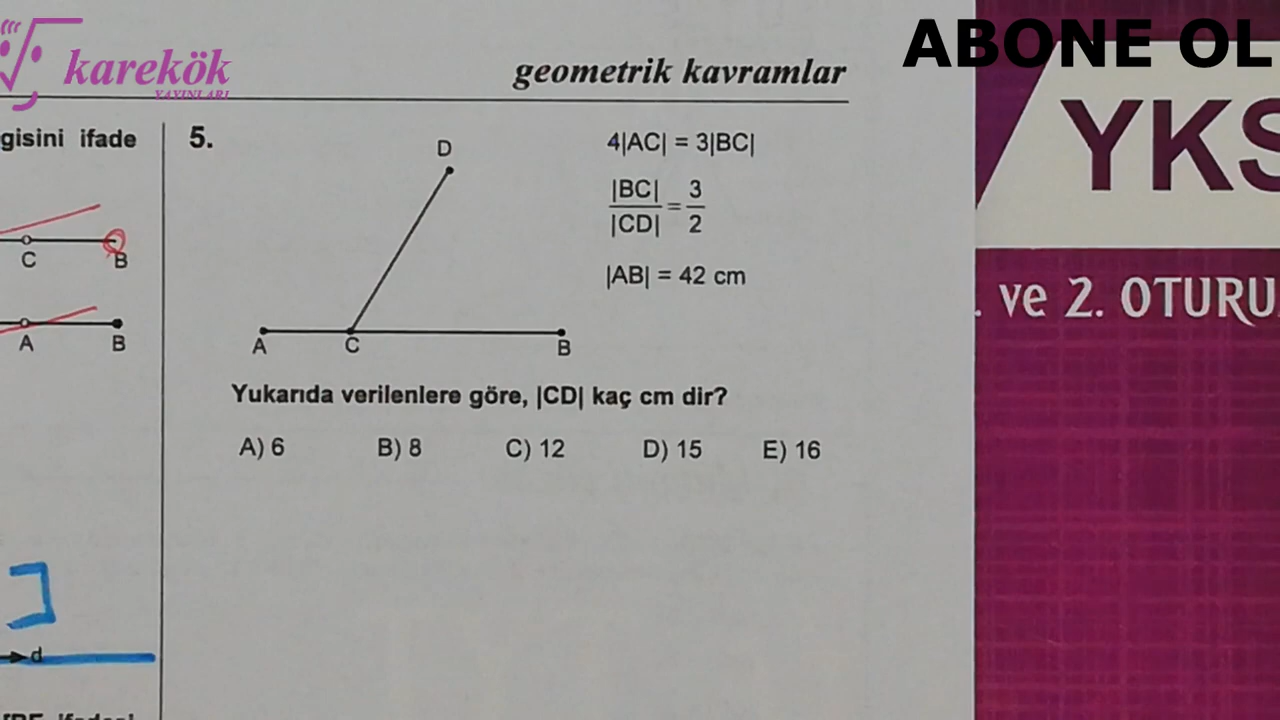 karekök
YAYINLARI
geometrik kavramlar
ABONE OL
YKS
. ve 2. OTURU
gisini ifade
C
B
A
B
d
5.
D
A
C
B
4|AC| = 3|BC|
|BC|
|CD|
=
3
2
|AB| = 42 cm
Yukarıda verilenlere göre, |CD| kaç cm dir?
A) 6 B) 8 C) 12 D) 15 E) 16